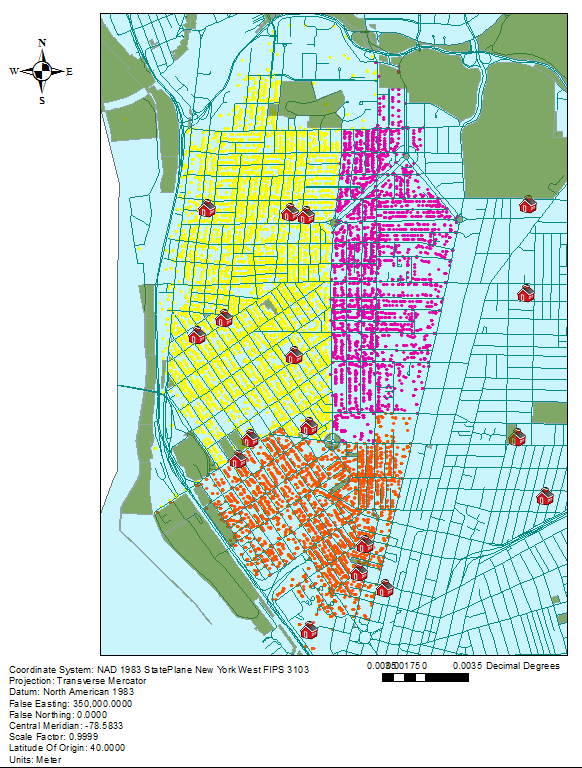 N
W E
S
0.0035 Decimal Degrees
Coordinate System: NAD 1983 StatePlane New York West FIPS 3103
Projection: Transverse Mercator
Datum: North American 1983
False Easting: 350,000.0000
False Northing: 0.0000
Central Meridian: -78.5833
Scale Factor: 0.9999
Latitude Of Origin: 40.0000
Units: Meter